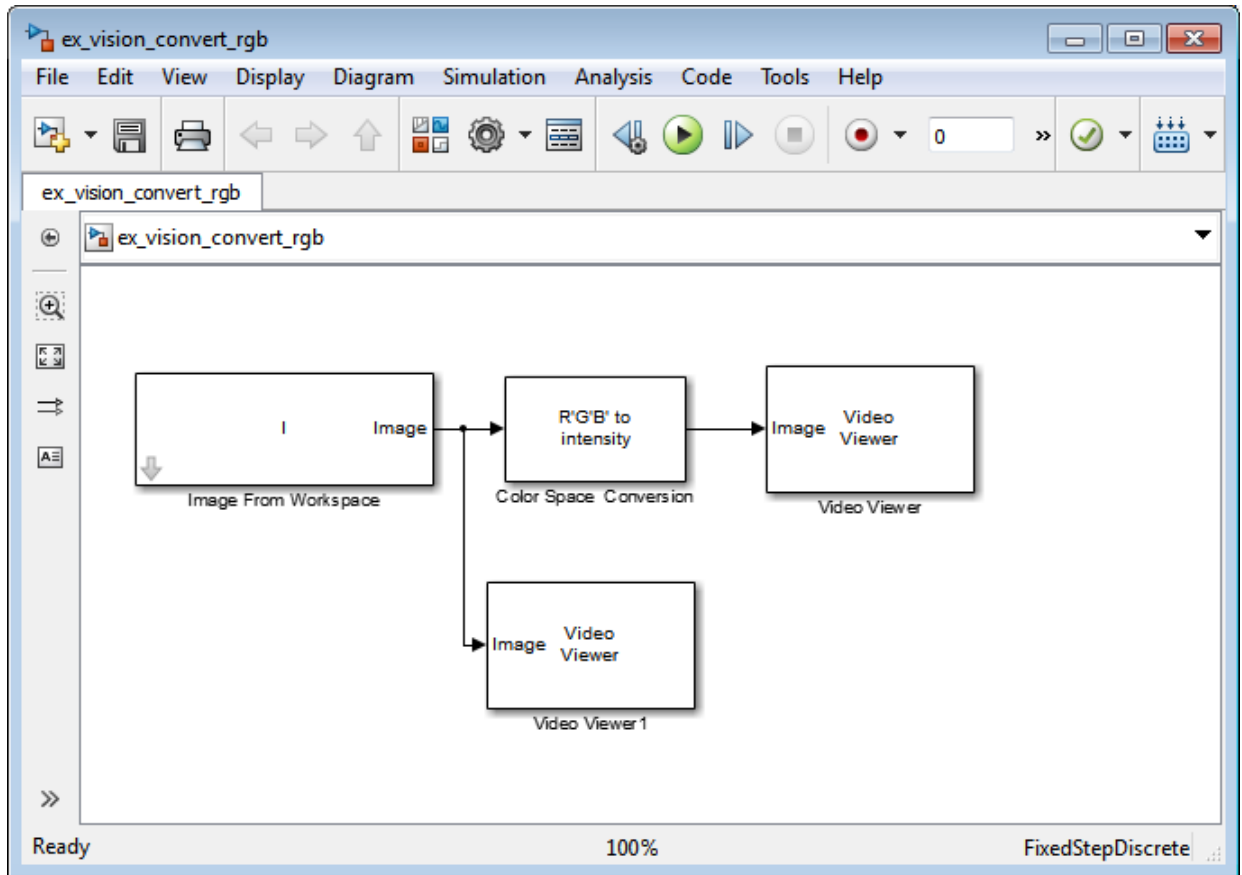 ex_vision_convert_rgb
File Edit View Display Diagram Simulation Analysis Code Tools Help
0 »
ex_vision_convert_rgb
ex_vision_convert_rgb
I Image
Image From Workspace
R'G'B' to
intensity
Color Space Conversion
Image Video
Viewer
Video Viewer
Image Video
Viewer
Video Viewer1
»
Ready 100% FixedStepDiscrete